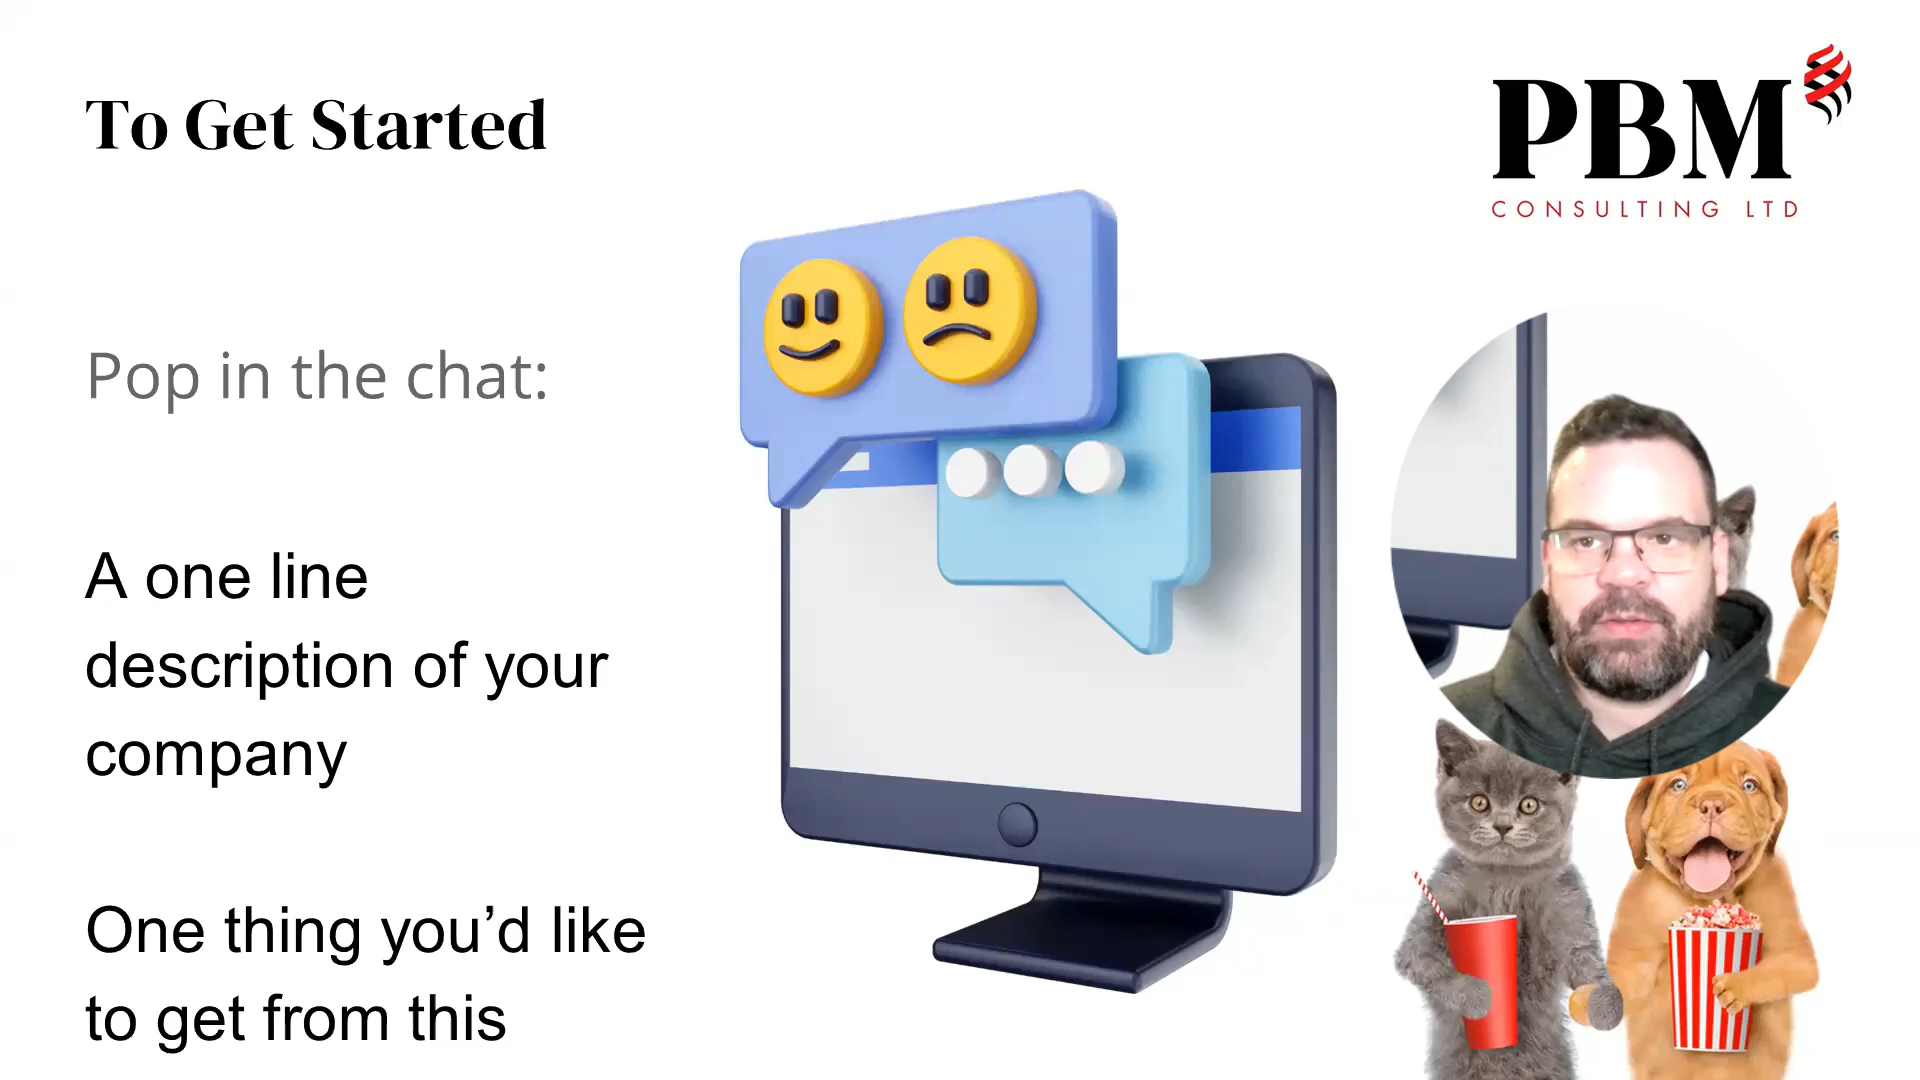 To Get Started
PBM
CONSULTING LTD
Pop in the chat:
A one line
description of your
company
One thing you’d like
to get from this